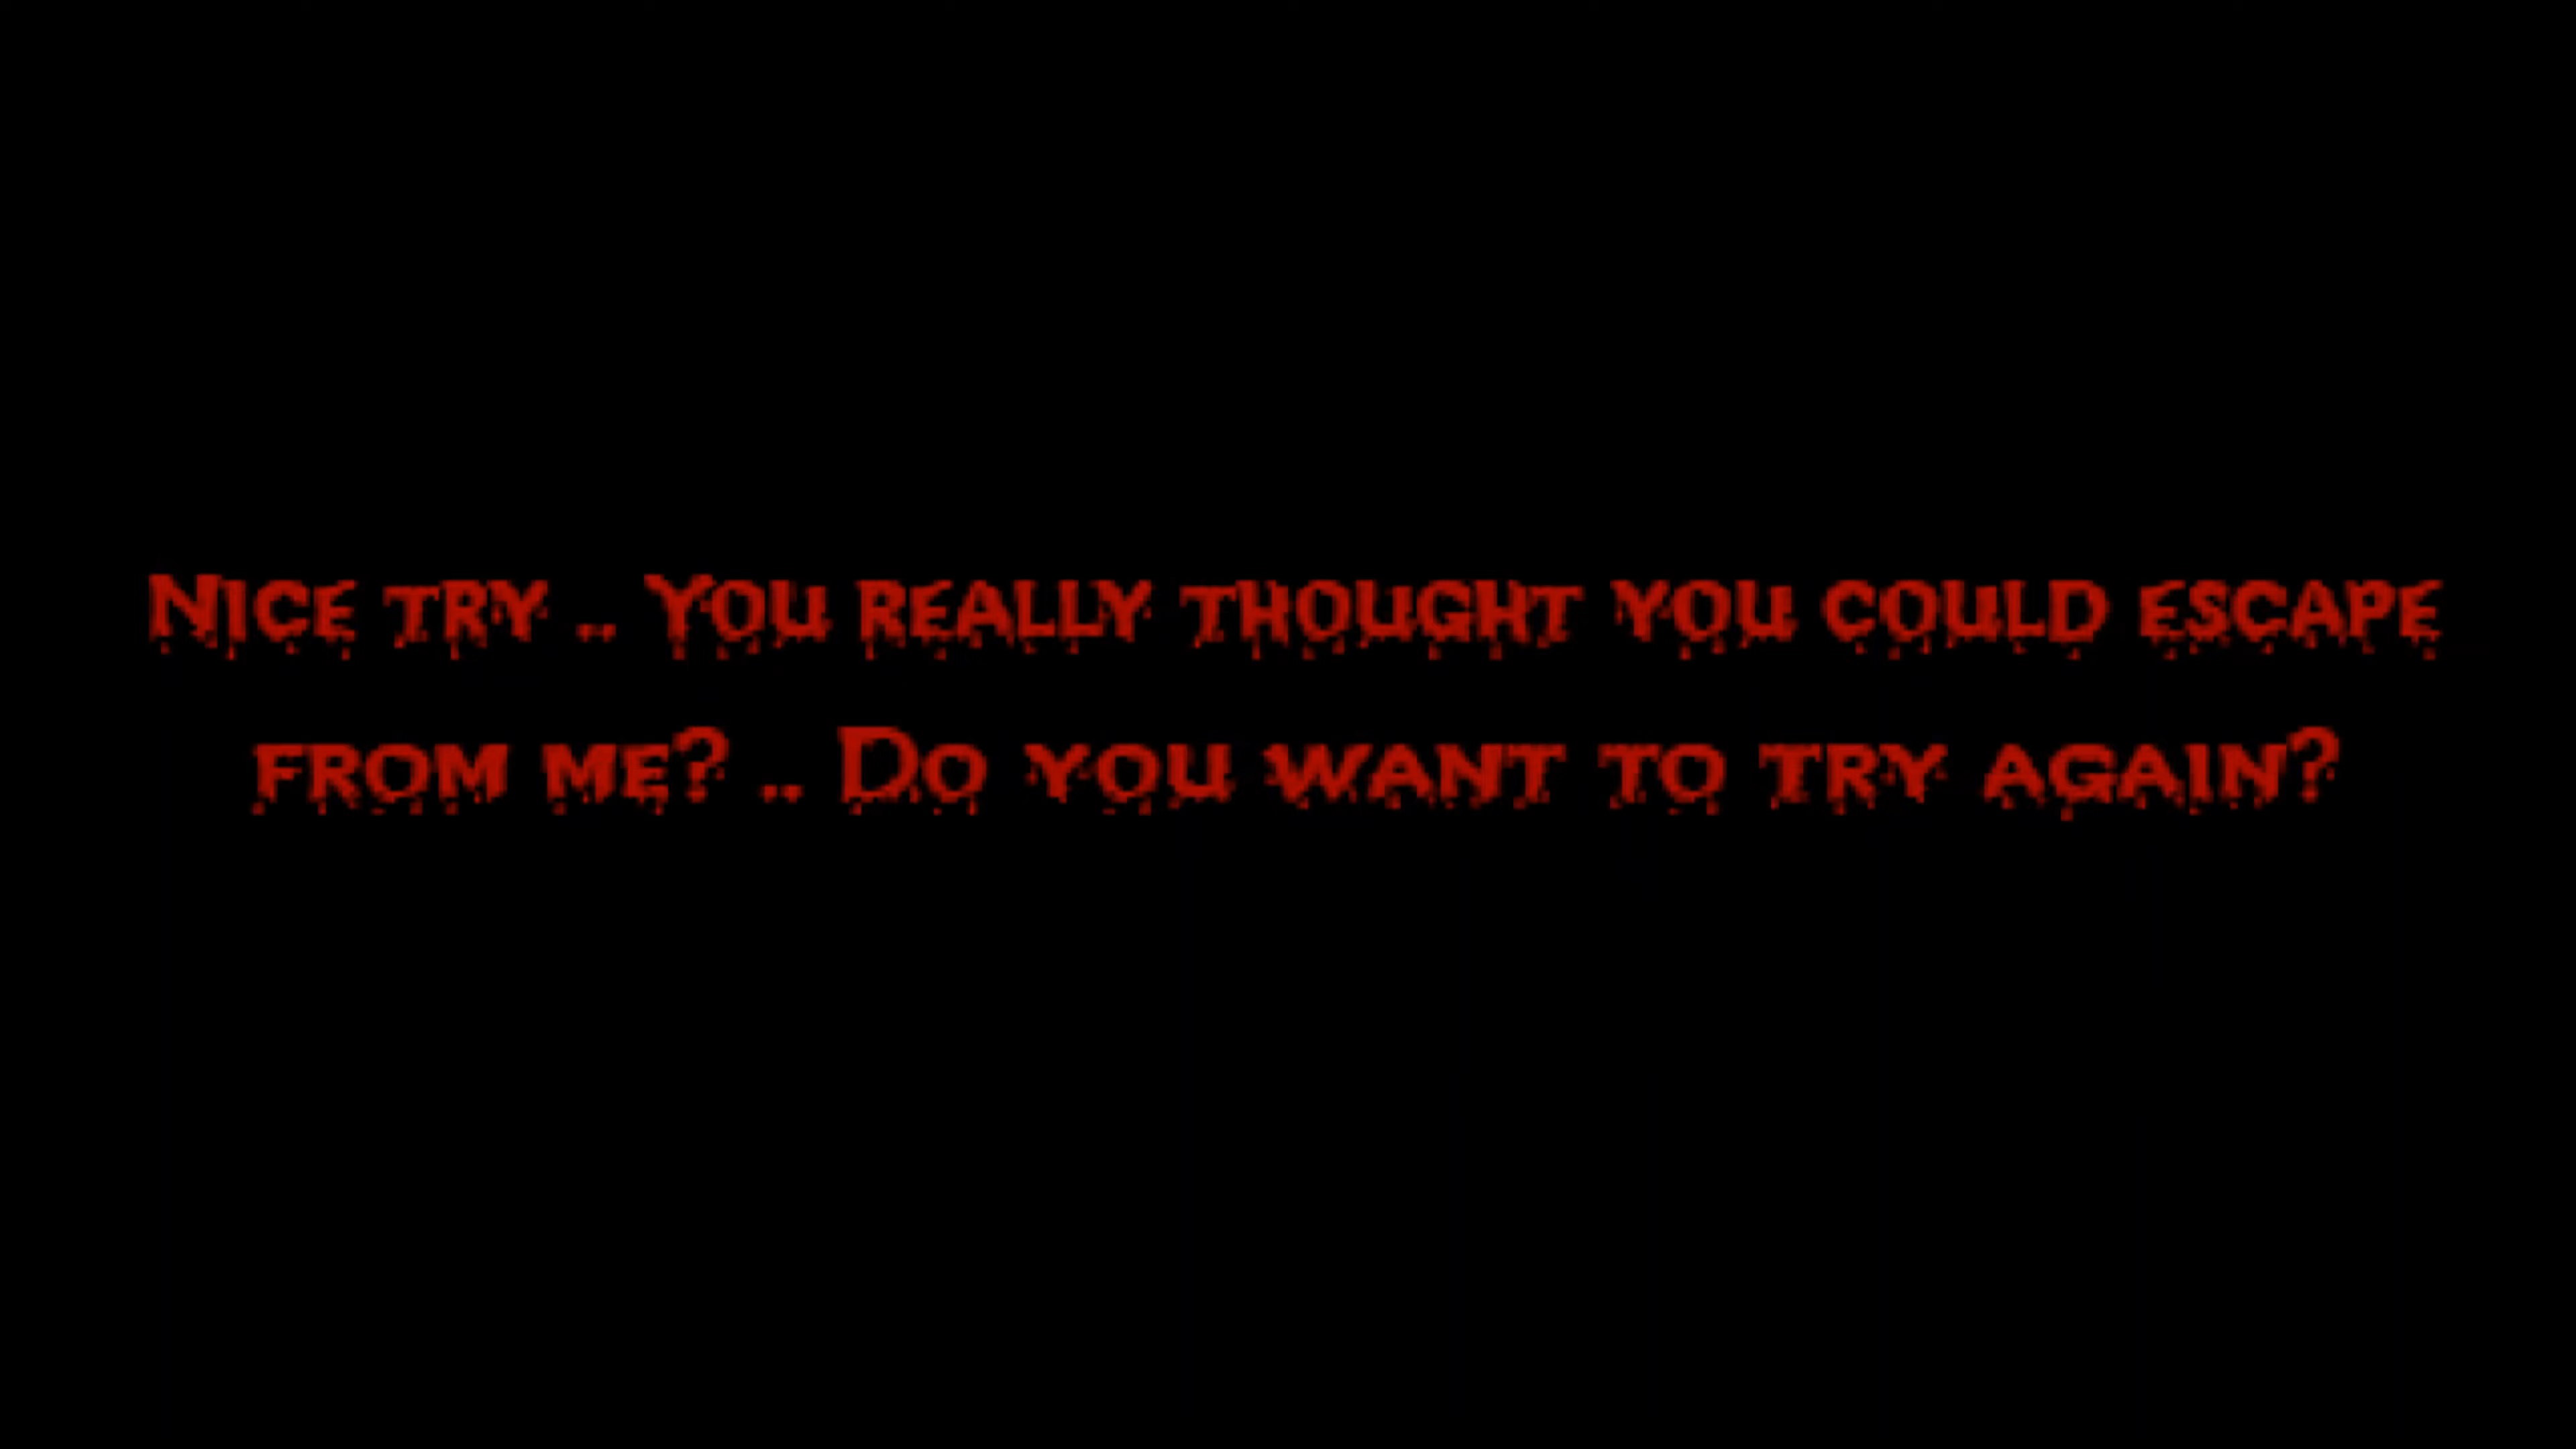 Nice try .. You really thought you could escape
from me? .. Do you want to try again?